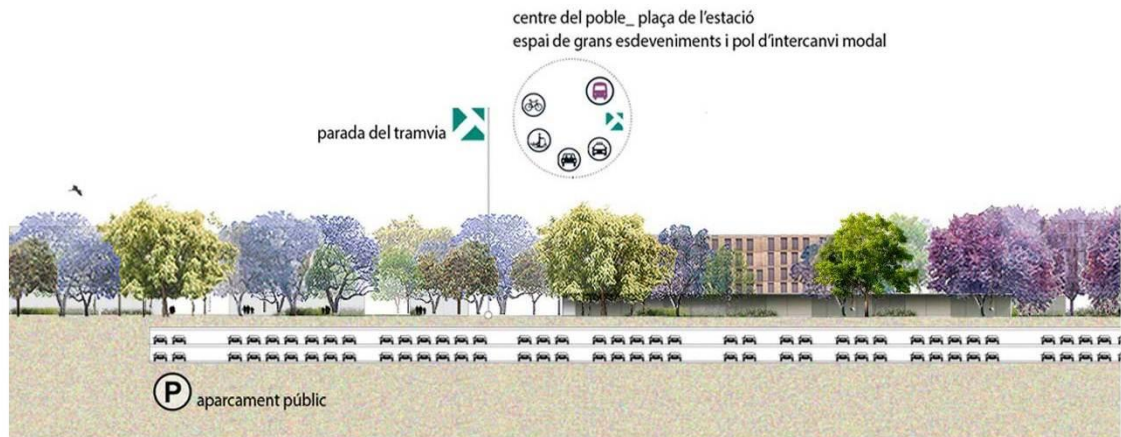 centre del poble_ plaça de l'estació
espai de grans esdeveniments i pol d'intercanvi modal
parada del tramvia
P aparcament públic